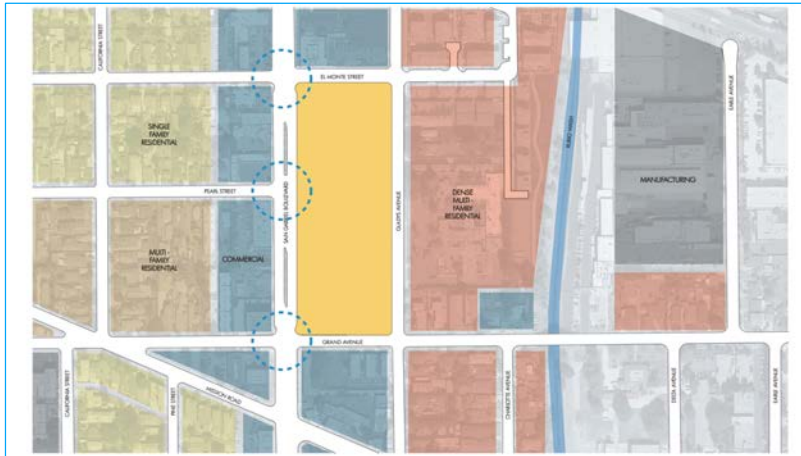 CALIFORNIA STREET
EL MONTE STREET
SINGLE
FAMILY
RESIDENTIAL
SAN GABRIEL BOULEVARD
RUBIO WASH
EARLE AVENUE
PEARL STREET
GLADYS AVENUE
DENSE
MULTI -
FAMILY
RESIDENTIAL
MANUFACTURING
MULTI -
FAMILY
RESIDENTIAL
COMMERCIAL
GRAND AVENUE
CALIFORNIA STREET
PINE STREET
MISSION ROAD
CHARLOTTE AVENUE
DELTA AVENUE
EARLE AVENUE